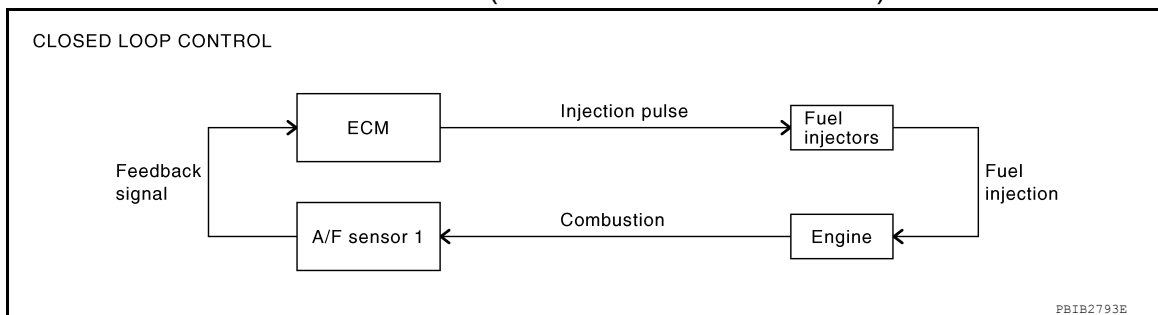 CLOSED LOOP CONTROL
ECM
Injection pulse
Fuel
injectors
Feedback
signal
Fuel
injection
A/F sensor 1
Combustion
Engine
PBIB2793E